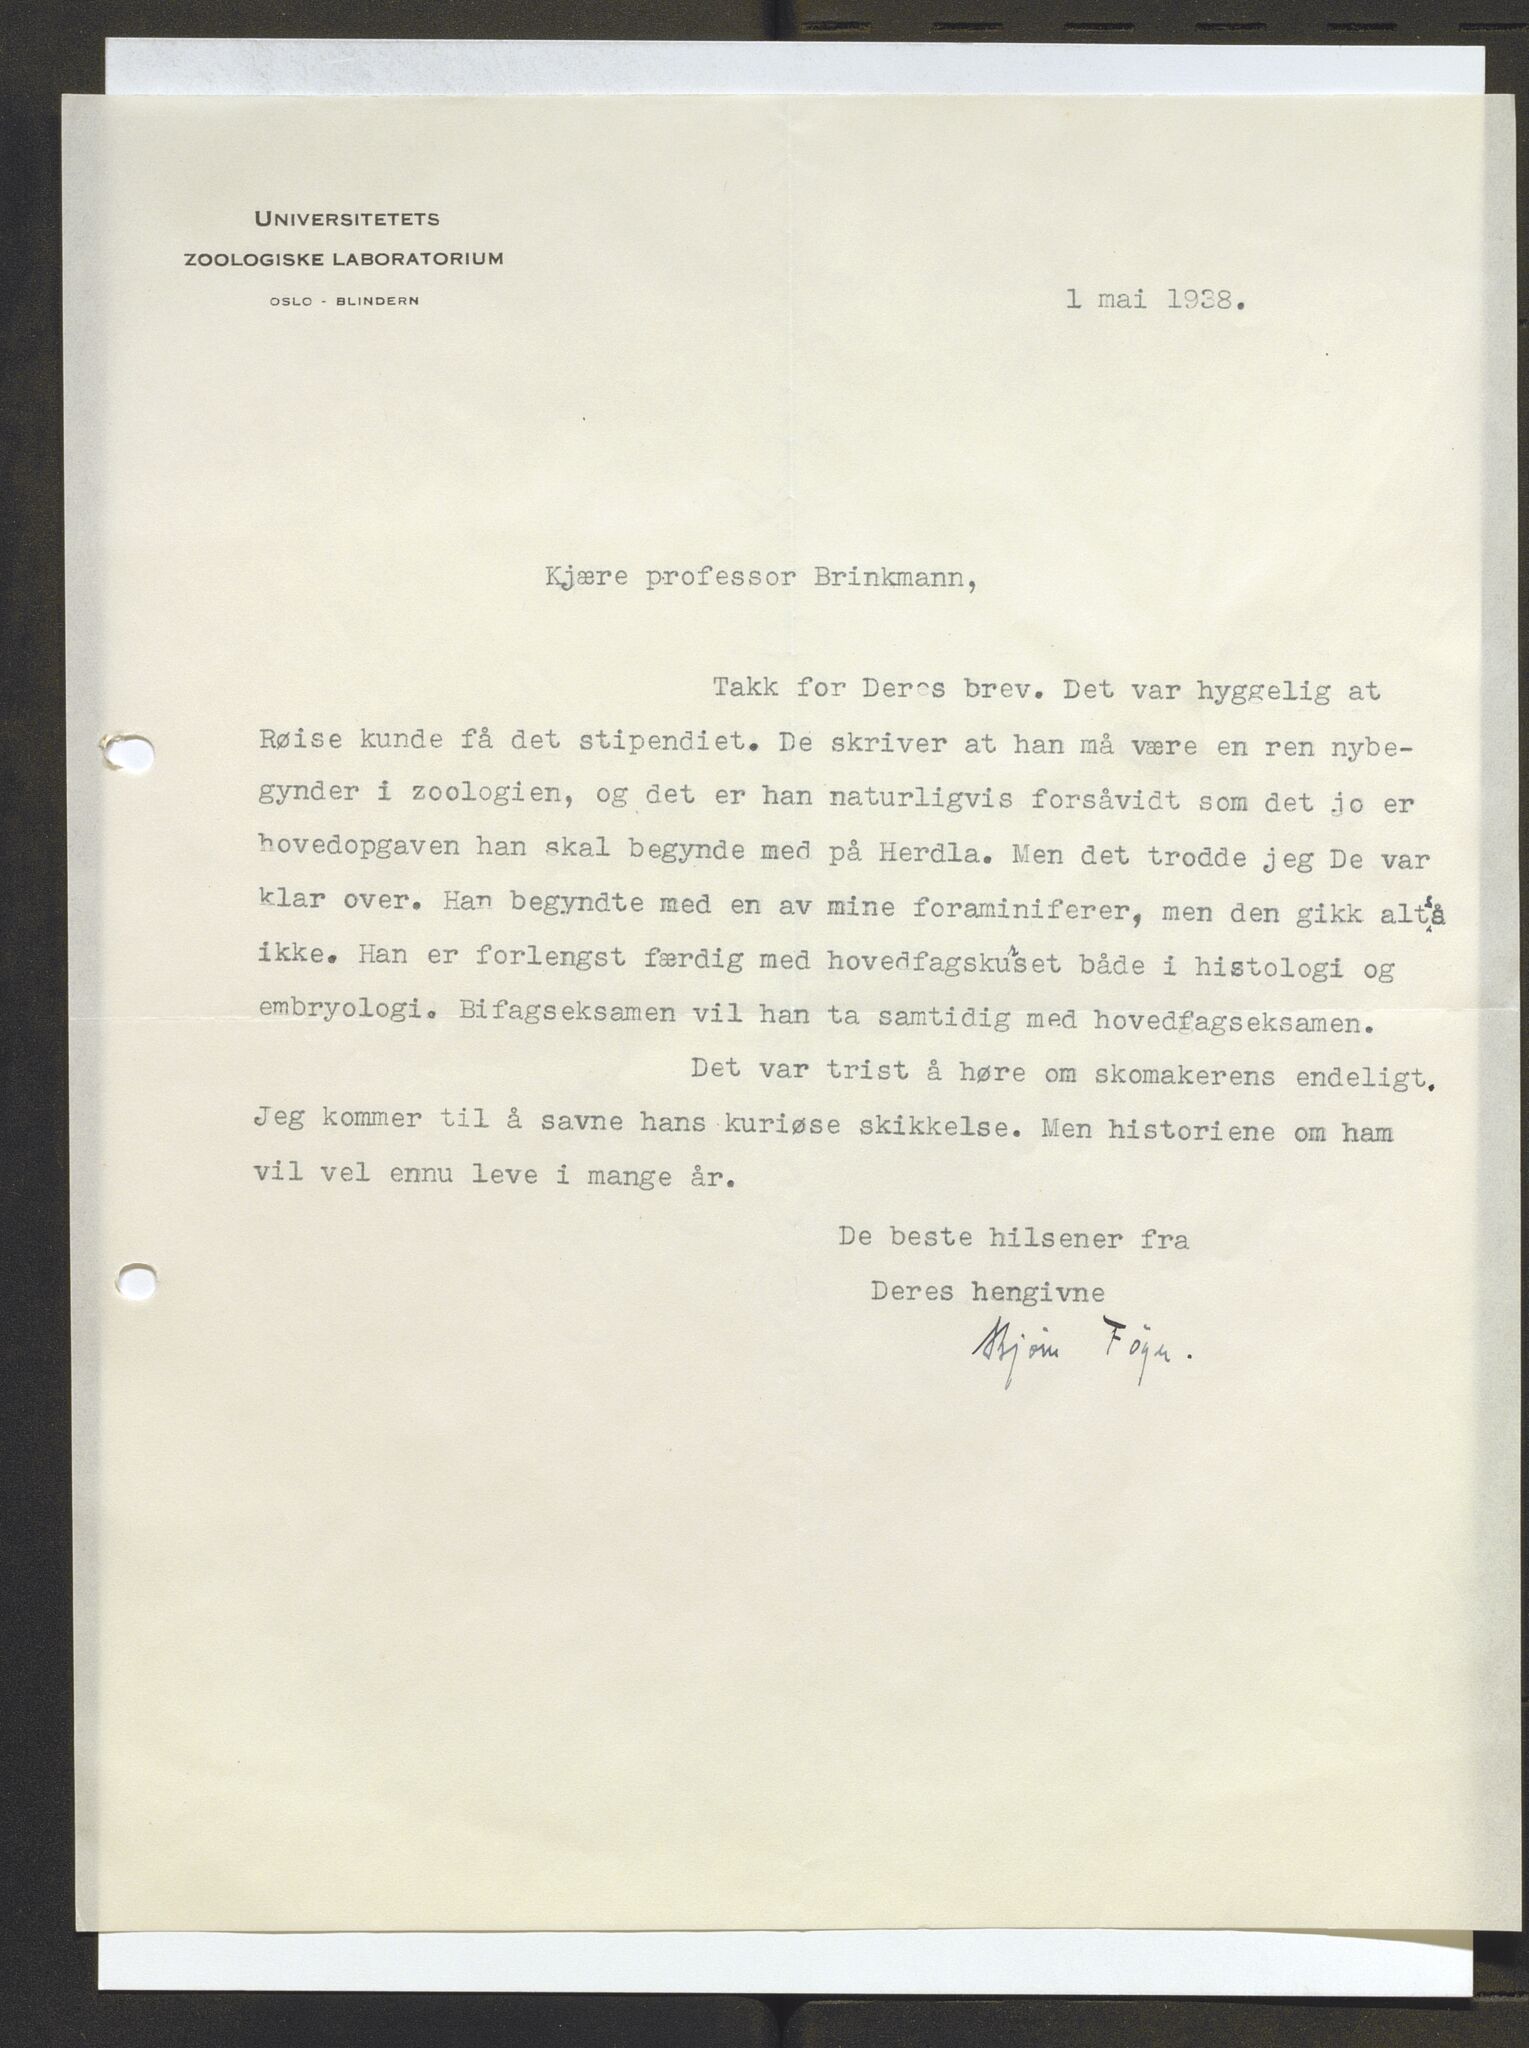 UNIVERSITETETS
ZOOLOGISKE LABORATORIUM
OSLO - BLINDERN
1 mai 1938.
Kjære professor Brinkmann,
Takk for Deres brev. Det var hyggelig at
Røise kunde få det stipendiet. De skriver at han må være en ren nybe-
gynder i zoologien, og det er han naturligvis forsåvidt som det jo er
hovedopgaven han skal begynde med på Herdla. Men det trodde jeg De var
klar over. Han begyndte med en av mine foraminiferer, men den gikk altså
ikke. Han er forlengst færdig med hovedfagskurset både i histologi og
embryologi. Bifagseksamen vil han ta samtidig med hovedfagseksamen.
Det var trist å høre om skomakerens endeligt.
Jeg kommer til å savne hans kuriøse skikkelse. Men historiene om ham
vil vel ennu leve i mange år.
De beste hilsener fra
Deres hengivne
Bjørn Föyn.